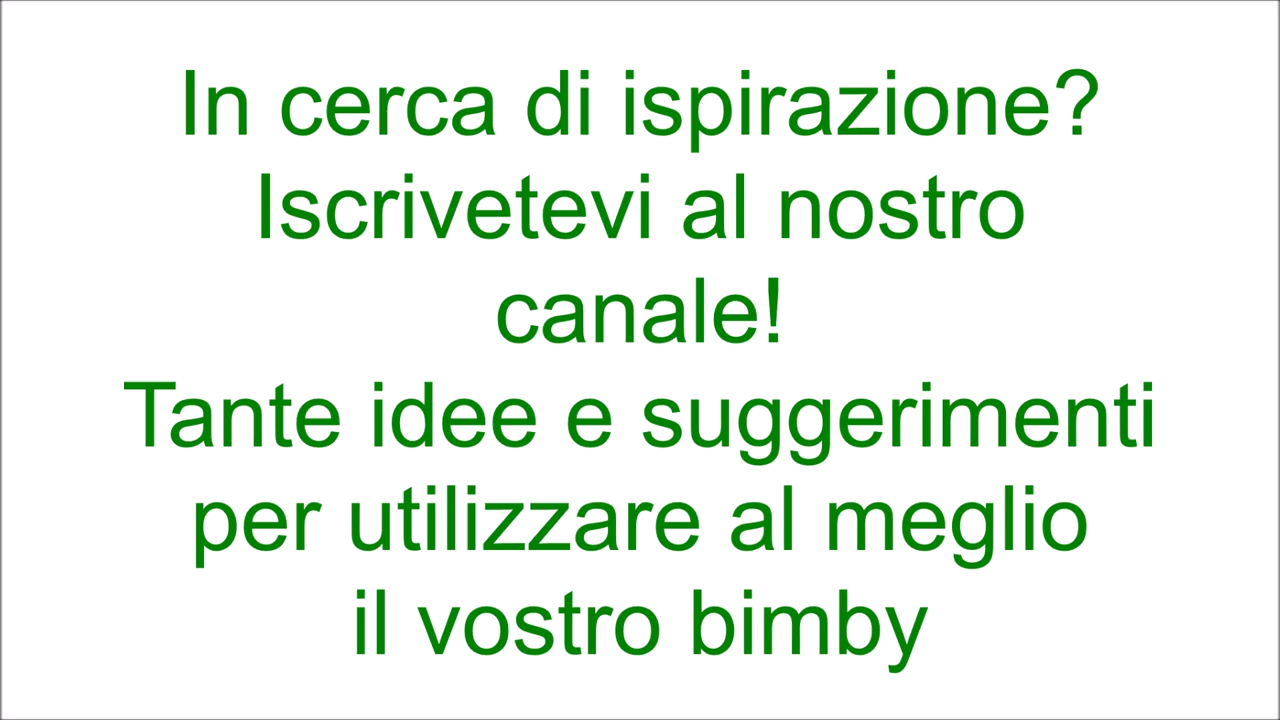 In cerca di ispirazione?
Iscrivetevi al nostro
canale!
Tante idee e suggerimenti
per utilizzare al meglio
il vostro bimby